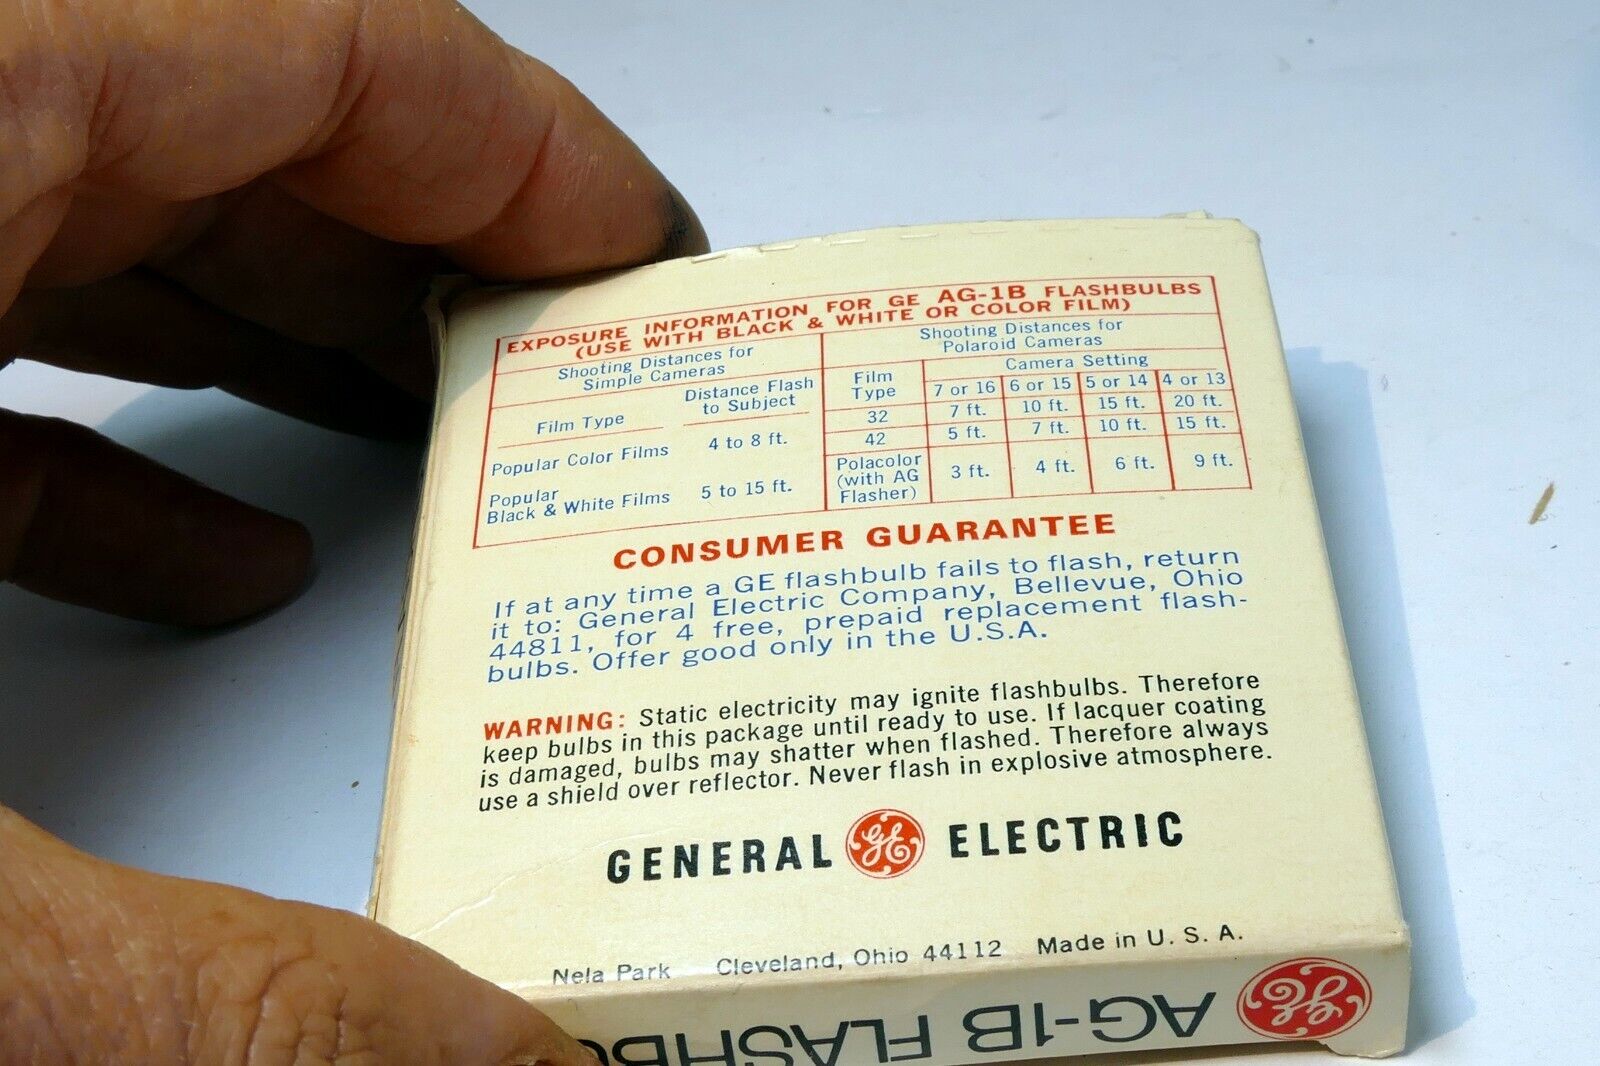 EXPOSURE INFORMATION FOR GE AG-1B FLASHBULBS
(USE WITH BLACK & WHITE OR COLOR FILM)
Shooting Distances for
Simple Cameras
Film Type
Distance Flash
to Subject
Popular Color Films 4 to 8 ft.
Popular
Black & White Films 5 to 15 ft.
Shooting Distances for
Polaroid Cameras
Film
Type
Camera Setting
7 or 16 6 or 15 5 or 14 4 or 13
32 7 ft. 10 ft. 15 ft. 20 ft.
42 5 ft. 7 ft. 10 ft. 15 ft.
Polacolor
(with AG
Flasher)
3 ft. 4 ft. 6 ft. 9 ft.
CONSUMER GUARANTEE
If at any time a GE flashbulb fails to flash, return
it to: General Electric Company, Bellevue, Ohio
44811, for 4 free, prepaid replacement flash-
bulbs. Offer good only in the U.S.A.
WARNING: Static electricity may ignite flashbulbs. Therefore
keep bulbs in this package until ready to use. If lacquer coating
is damaged, bulbs may shatter when flashed. Therefore always
use a shield over reflector. Never flash in explosive atmosphere.
GENERAL GE ELECTRIC
Nela Park Cleveland, Ohio 44112 Made in U. S. A.
GE AG-1B FLASHB